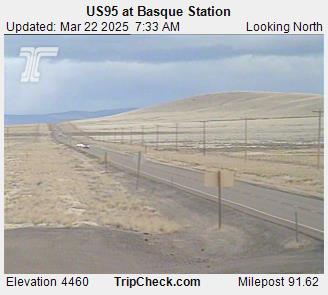 US95 at Basque Station
Updated: Mar 22 2025 7:33 AM Looking North
Elevation 4460 TripCheck.com Milepost 91.62